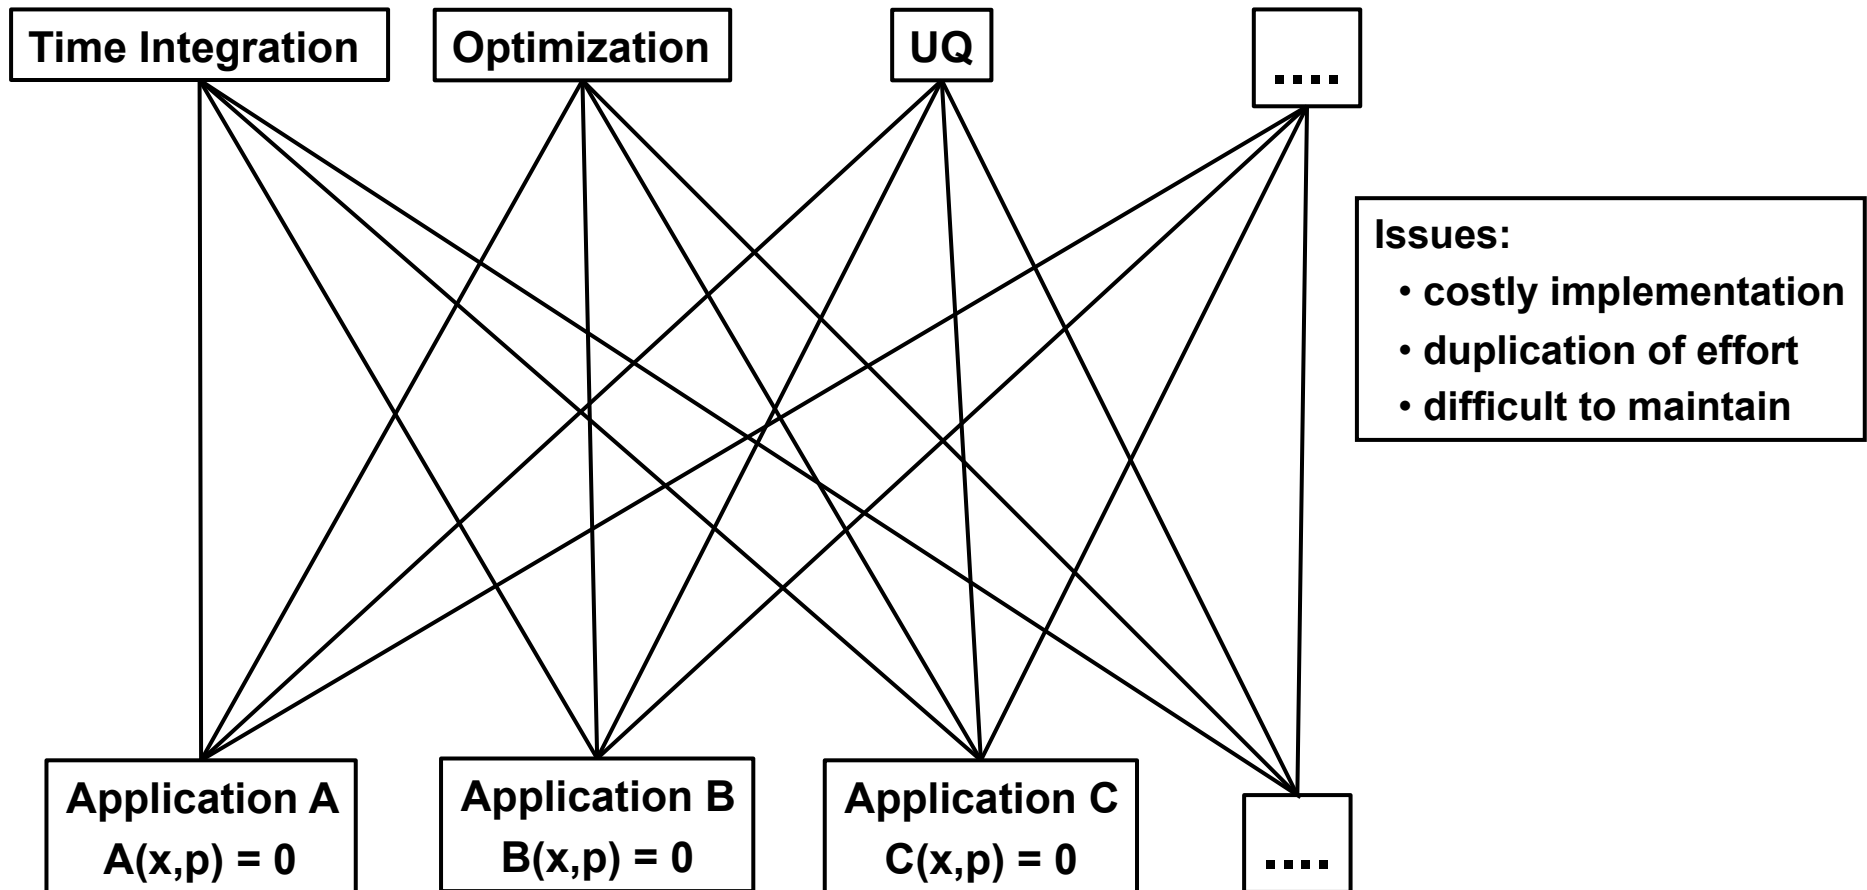 Time Integration
Optimization
UQ
....
Issues:
• costly implementation
• duplication of effort
• difficult to maintain
Application A
A(x,p) = 0
Application B
B(x,p) = 0
Application C
C(x,p) = 0
....